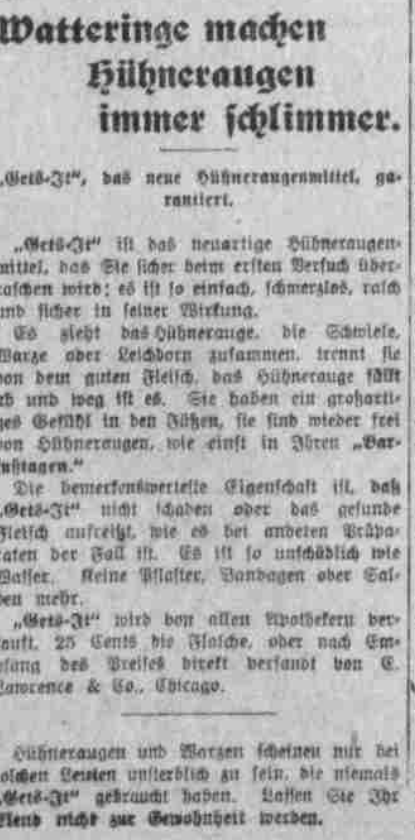 Watteringe machen
Hühneraugen
immer schlimmer.
„Gets-It“, das neue Hühneraugenmittel, ga-
rantiert.
„Gets-It“ ist das neuartige Hühneraugen-
mittel, das Sie sicher beim ersten Versuch über-
raschen wird; es ist so einfach, schmerzlos, rasch
und sicher in seiner Wirkung.
Es zieht das Hühnerauge, die Schwiele,
Warze oder Leichdorn zusammen, trennt sie
von dem guten Fleisch, das Hühnerauge fällt
ab und weg ist es. Sie haben ein großarti-
ges Gefühl in den Füßen, sie sind wieder frei
von Hühneraugen, wie einst in Ihren „Bar-
fußtagen.“
Die bemerkenswerteste Eigenschaft ist, daß
„Gets-It“ nicht schaden oder das gesunde
Fleisch aufreißt, wie es bei anderen Präpa-
raten der Fall ist. Es ist so unschädlich wie
Wasser. Keine Pflaster, Bandagen oder Sal-
ben mehr.
„Gets-It“ wird von allen Apothekern ver-
kauft, 25 Cents die Flasche, oder nach Em-
pfang des Preises direkt versandt von E.
Lawrence & Co., Chicago.
Hühneraugen und Warzen scheinen nur bei
solchen Leuten unsterblich zu sein, die niemals
„Gets-It“ gebraucht haben. Lassen Sie Ihr
Elend nicht zur Gewohnheit werden.